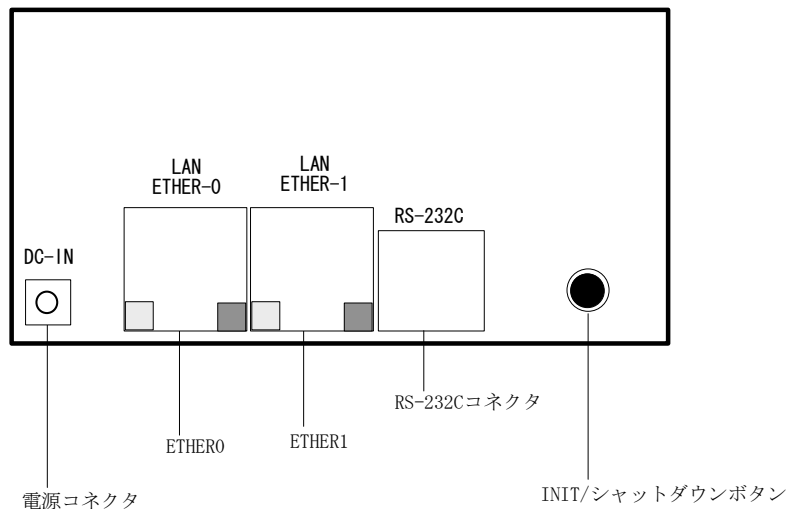 LAN
ETHER-0
LAN
ETHER-1
RS-232C
DC-IN
RS-232Cコネクタ
ETHER0
ETHER1
電源コネクタ
INIT/シャットダウンボタン